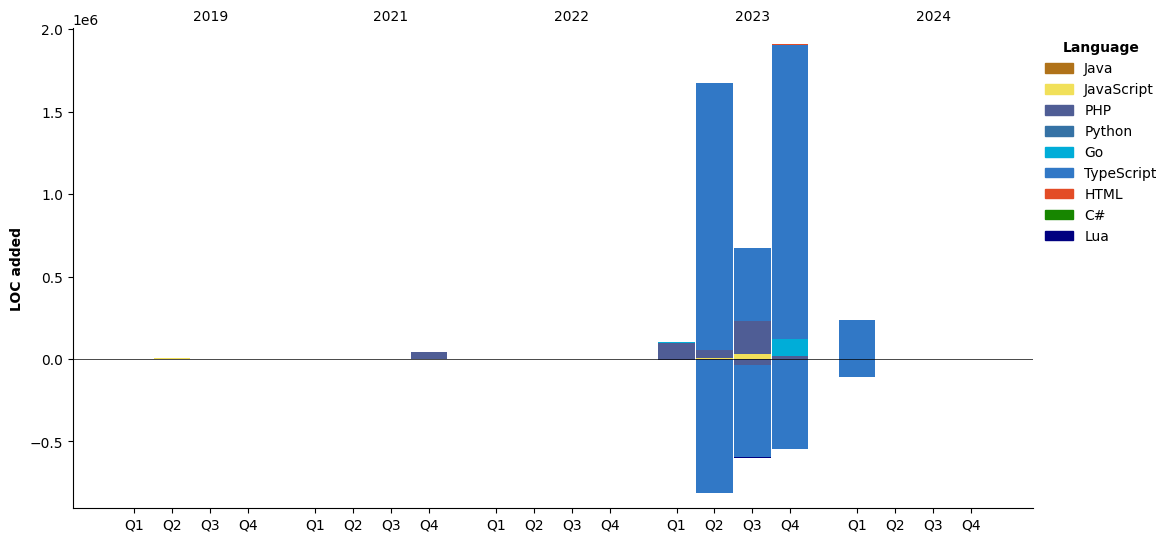 1e6
2019 2021 2022 2023 2024
2.0
1.5
1.0
0.5
0.0
−0.5
LOC added
Q1 Q2 Q3 Q4 Q1 Q2 Q3 Q4 Q1 Q2 Q3 Q4 Q1 Q2 Q3 Q4 Q1 Q2 Q3 Q4
Language
Java
JavaScript
PHP
Python
Go
TypeScript
HTML
C#
Lua